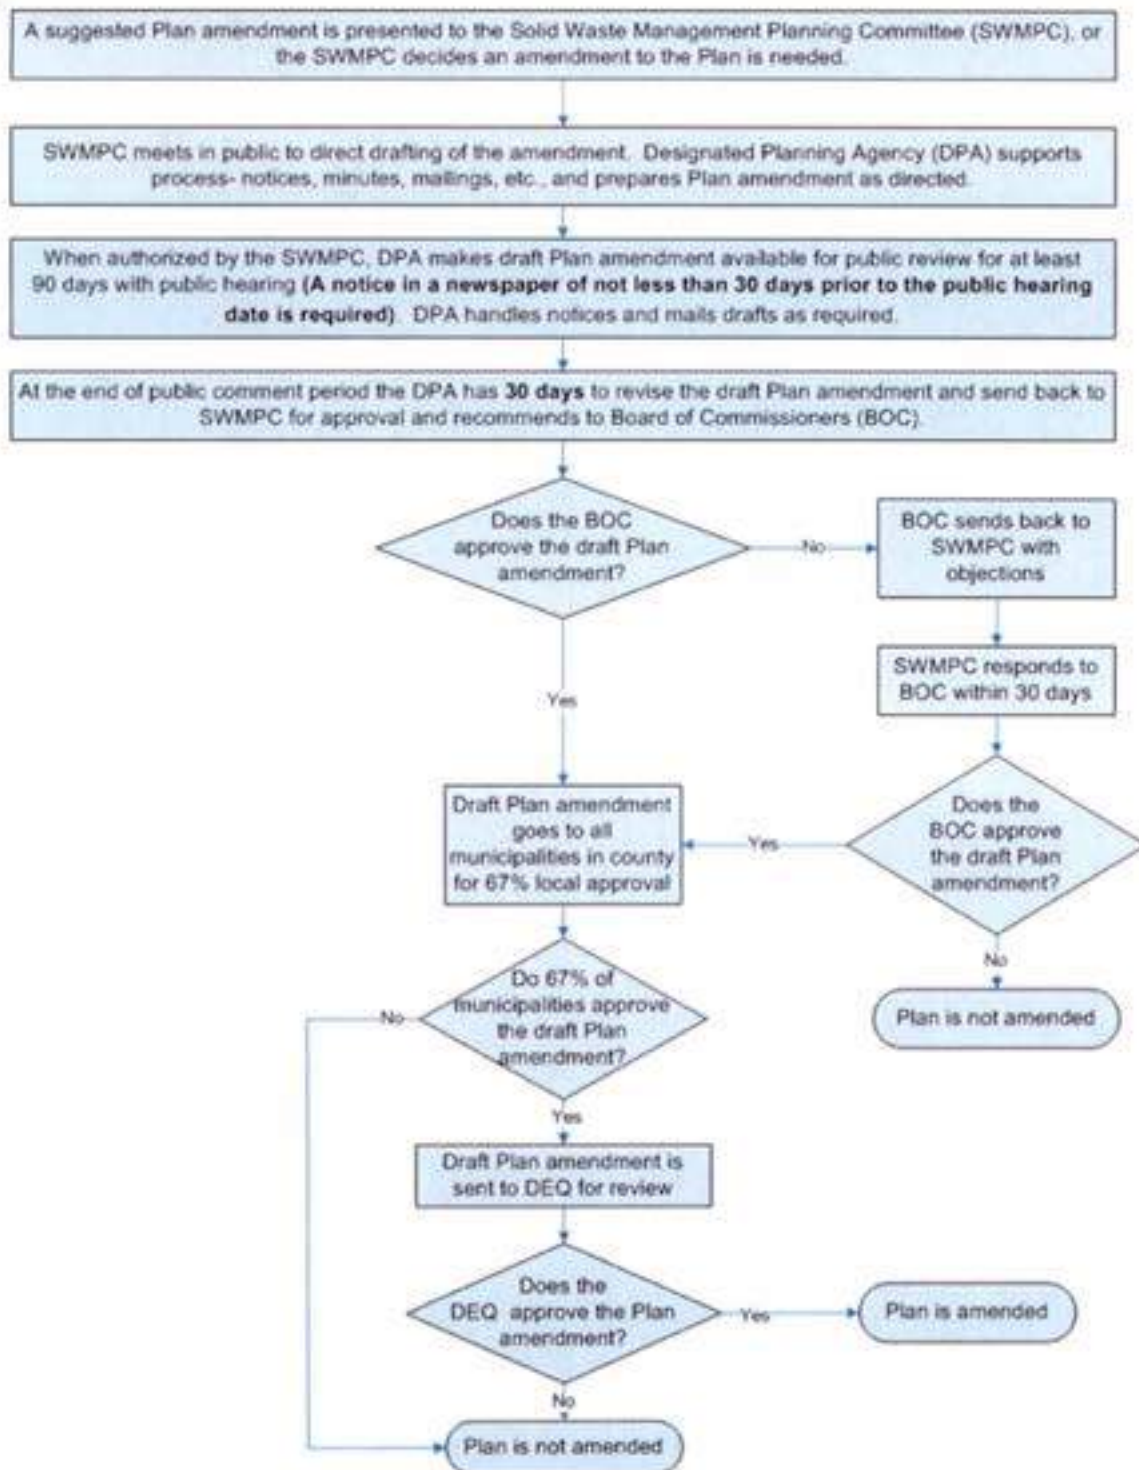 A suggested Plan amendment is presented to the Solid Waste Management Planning Committee (SWMPC), or
the SWMPC decides an amendment to the Plan is needed.
SWMPC meets in public to direct drafting of the amendment. Designated Planning Agency (DPA) supports
process- notices, minutes, mailings, etc., and prepares Plan amendment as directed.
When authorized by the SWMPC, DPA makes draft Plan amendment available for public review for at least
90 days with public hearing (A notice in a newspaper of not less than 30 days prior to the public hearing
date is required). DPA handles notices and mails drafts as required.
At the end of public comment period the DPA has 30 days to revise the draft Plan amendment and send back to
SWMPC for approval and recommends to Board of Commissioners (BOC).
Does the BOC
approve the draft Plan
amendment?
No
BOC sends back to
SWMPC with
objections
SWMPC responds to
BOC within 30 days
Yes
Draft Plan amendment
goes to all
municipalities in county
for 67% local approval
Yes
Does the
BOC approve
the draft Plan
amendment?
No
Plan is not amended
Do 67% of
municipalities approve
the draft Plan
amendment?
No
Yes
Draft Plan amendment is
sent to DEQ for review
Does the
DEQ approve the Plan
amendment?
Yes
Plan is amended
No
Plan is not amended